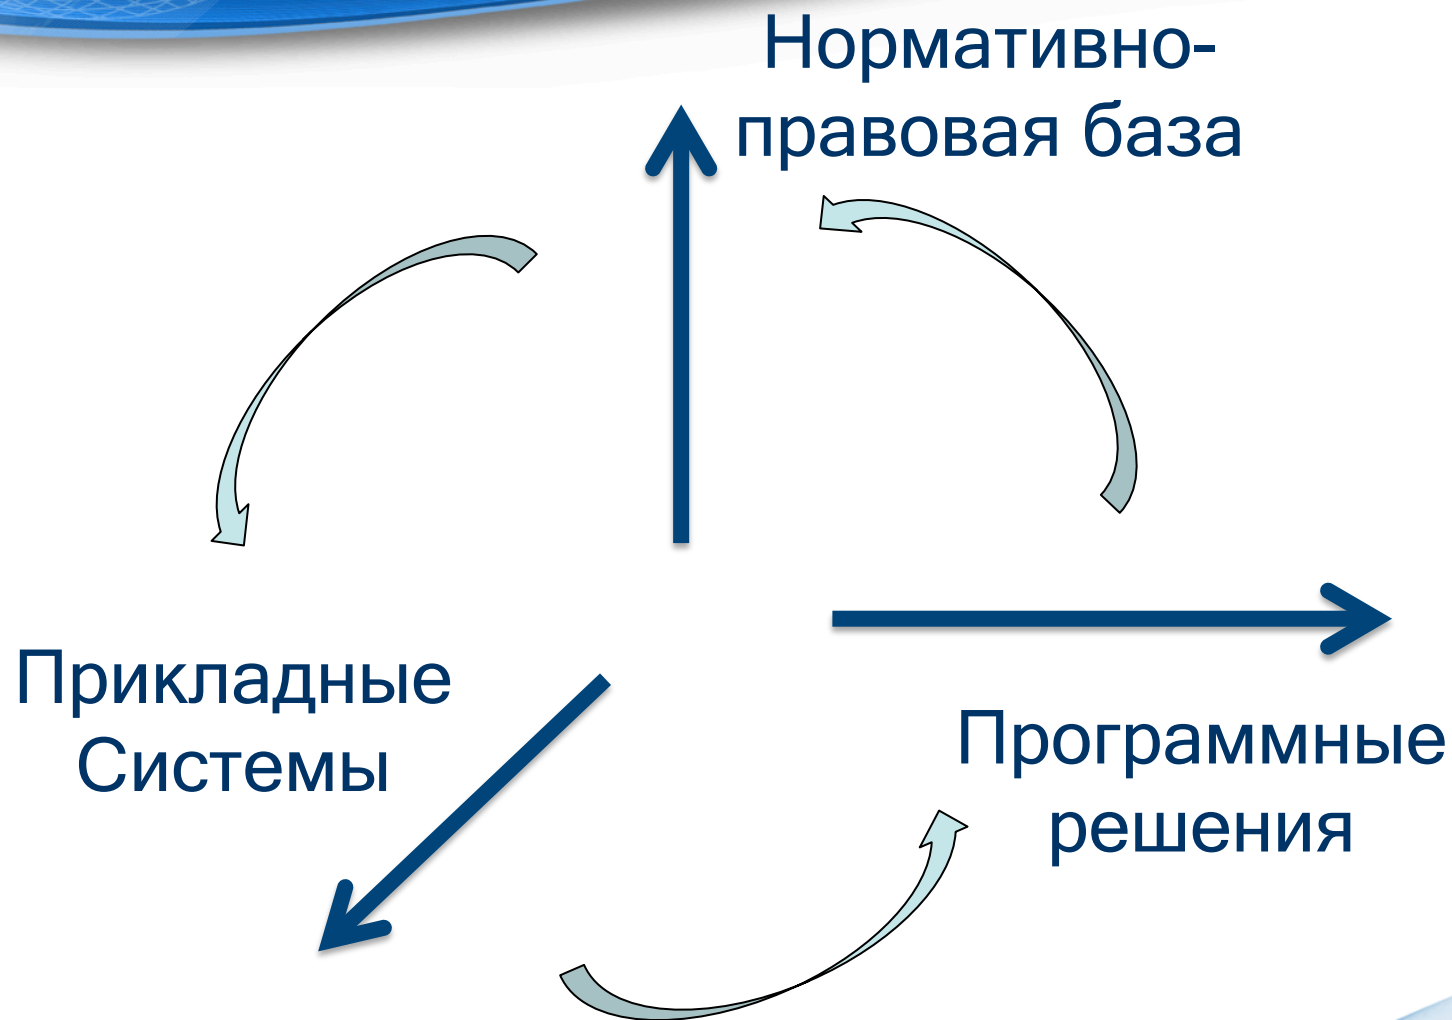 Нормативно-
правовая база
Прикладные
Системы
Программные
решения